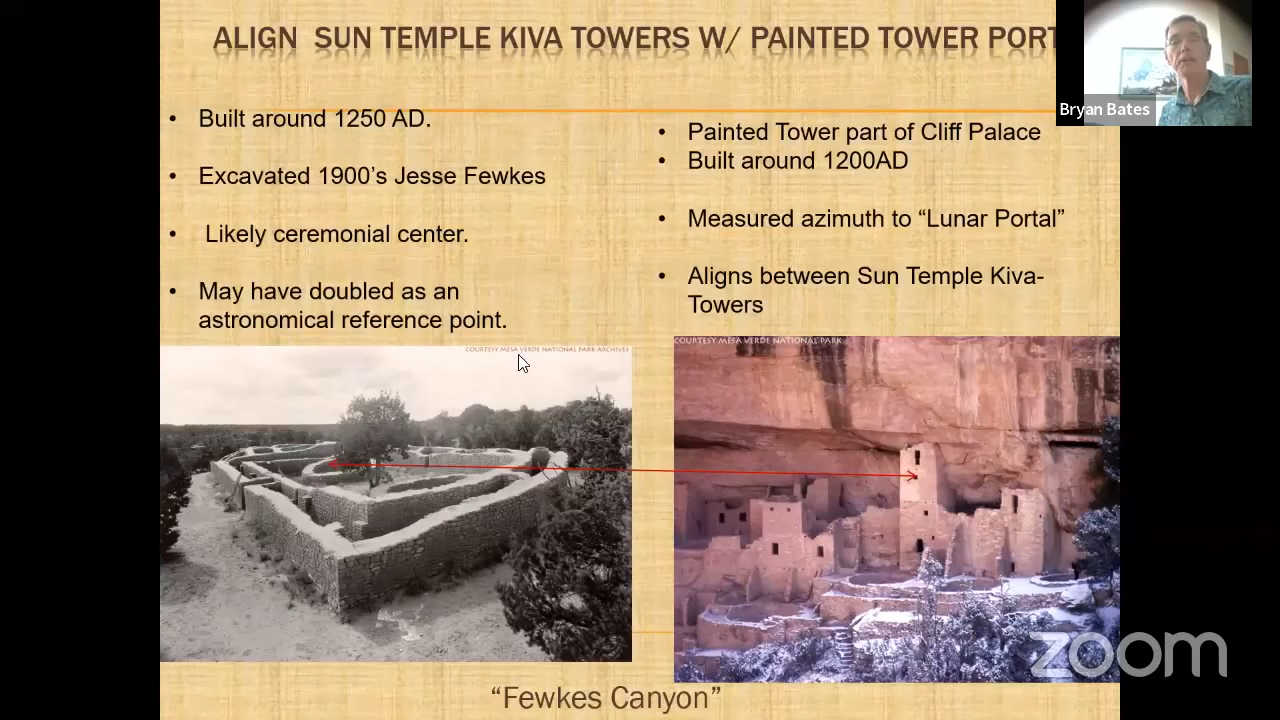 ALIGN SUN TEMPLE KIVA TOWERS W/ PAINTED TOWER PORT
Bryan Bates
• Built around 1250 AD.
• Excavated 1900's Jesse Fewkes
• Likely ceremonial center.
• May have doubled as an
astronomical reference point.
• Painted Tower part of Cliff Palace
• Built around 1200AD
• Measured azimuth to “Lunar Portal”
• Aligns between Sun Temple Kiva-
Towers
COURTESY MESA VERDE NATIONAL PARK ARCHIVES
COURTESY MESA VERDE NATIONAL PARK
zoom
“Fewkes Canyon”